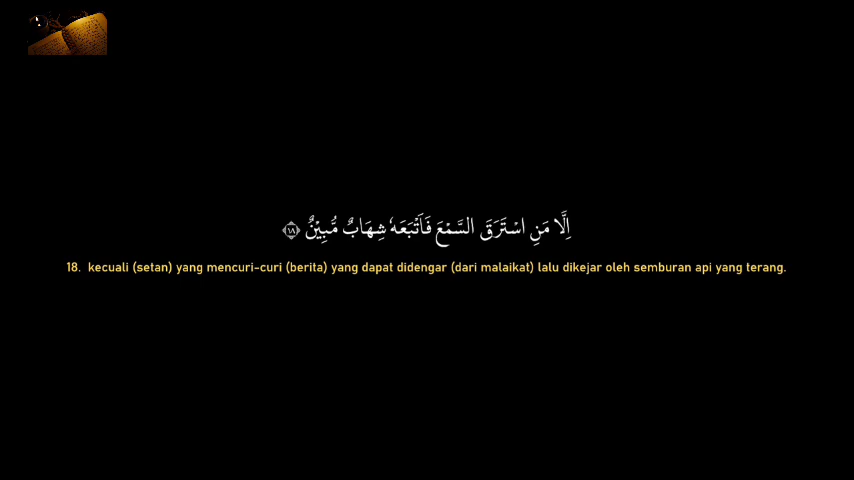 اِلَّا مَنِ اسْتَرَقَ السَّمْعَ فَاَتْبَعَهٗ شِهَابٌ مُّبِيْنٌ ۝١٨
18. kecuali (setan) yang mencuri-curi (berita) yang dapat didengar (dari malaikat) lalu dikejar oleh semburan api yang terang.